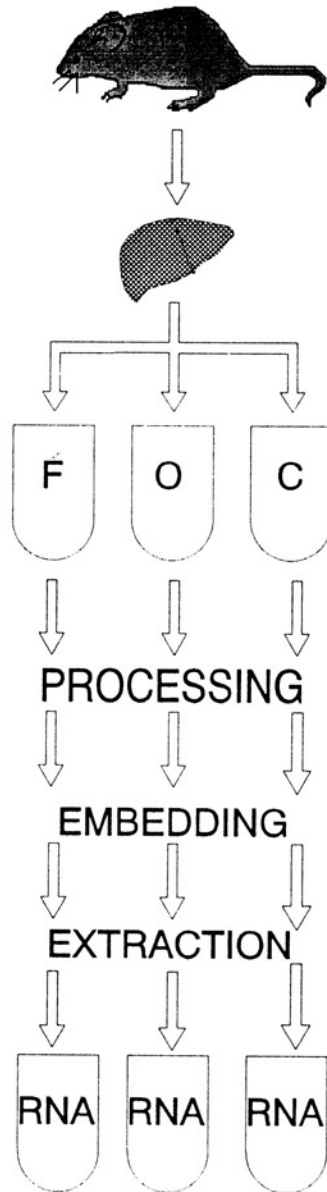 F O C
PROCESSING
EMBEDDING
EXTRACTION
RNA RNA RNA